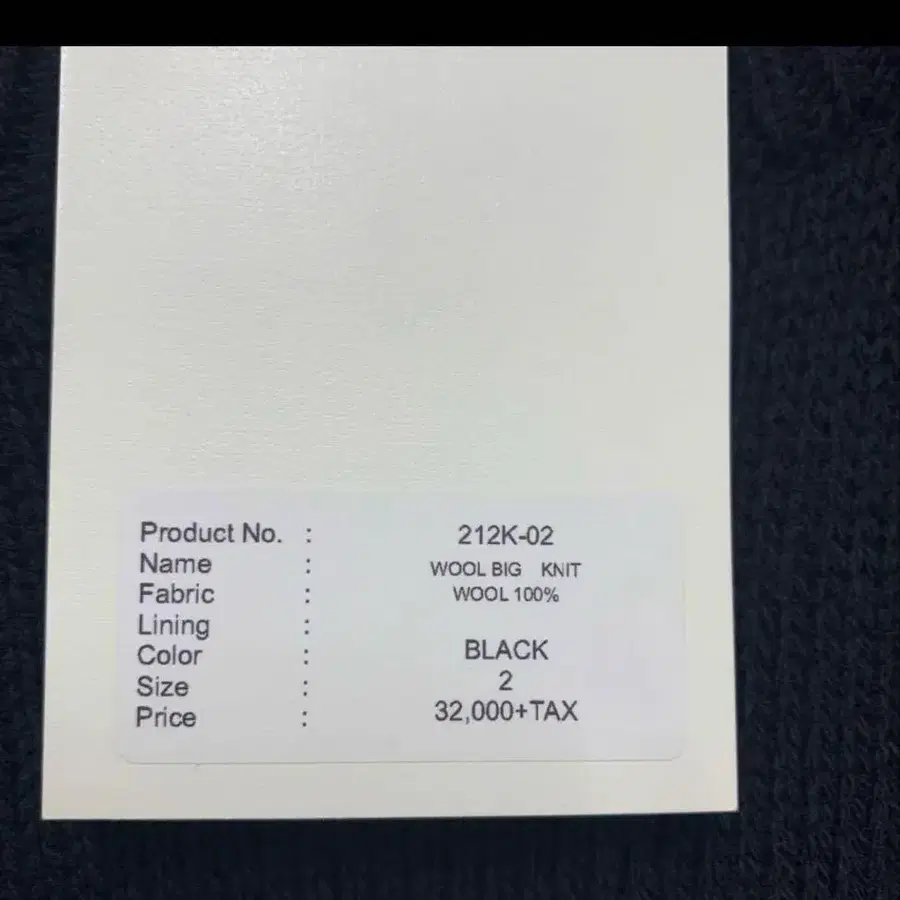 Product No. : 212K-02
Name : WOOL BIG KNIT
Fabric : WOOL 100%
Lining :
Color : BLACK
Size : 2
Price : 32,000+TAX